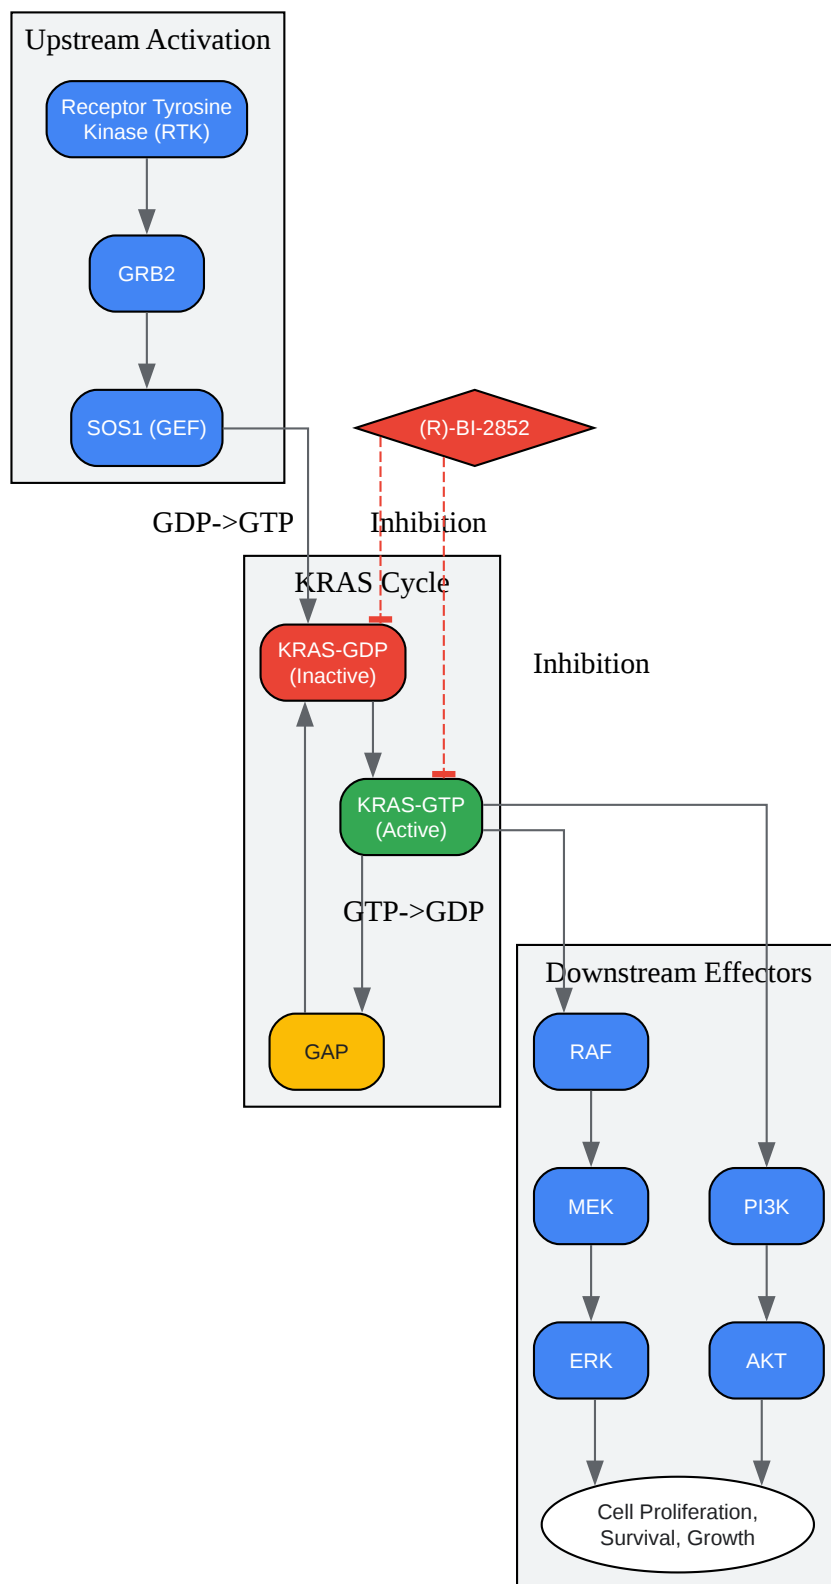 Upstream Activation
Receptor Tyrosine
Kinase (RTK)
GRB2
SOS1 (GEF)
(R)-BI-2852
GDP->GTP
Inhibition
KRAS Cycle
KRAS-GDP
(Inactive)
Inhibition
KRAS-GTP
(Active)
GTP->GDP
Downstream Effectors
GAP
RAF
MEK
PI3K
ERK
AKT
Cell Proliferation,
Survival, Growth